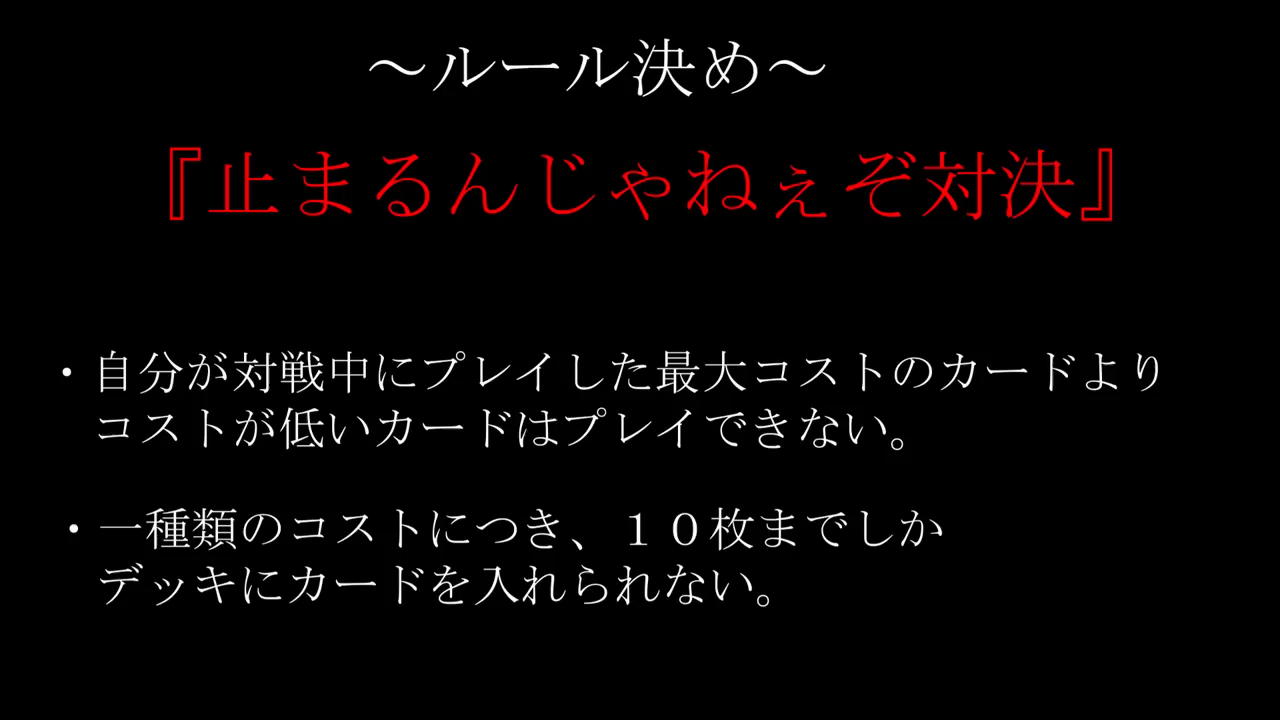 ～ルール決め～
『止まるんじゃねぇぞ対決』
・自分が対戦中にプレイした最大コストのカードより
コストが低いカードはプレイできない。
・一種類のコストにつき、１０枚までしか
デッキにカードを入れられない。